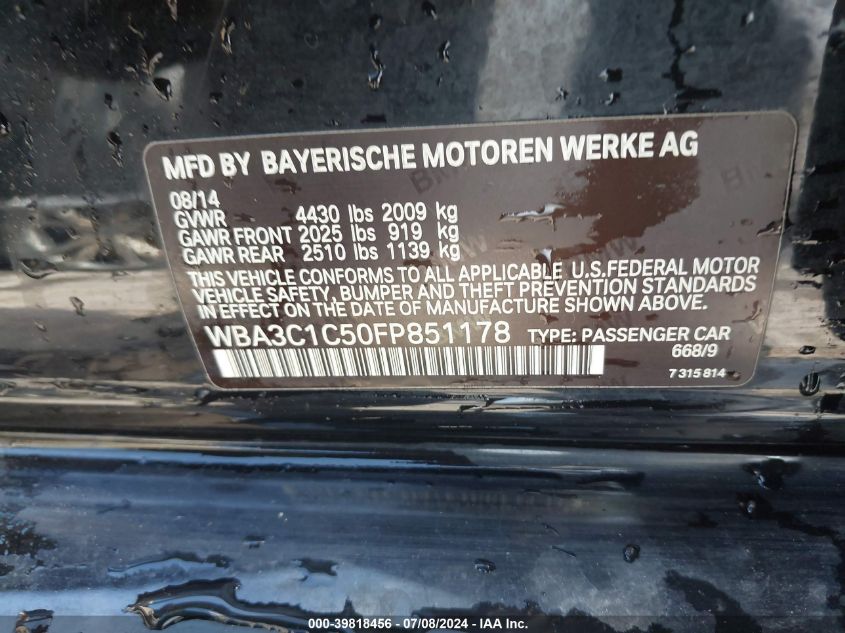 MFD BY BAYERISCHE MOTOREN WERKE AG
08/14
GVWR 4430 lbs 2009 kg
GAWR FRONT 2025 lbs 919 kg
GAWR REAR 2510 lbs 1139 kg
THIS VEHICLE CONFORMS TO ALL APPLICABLE U.S.FEDERAL MOTOR
VEHICLE SAFETY, BUMPER AND THEFT PREVENTION STANDARDS
IN EFFECT ON THE DATE OF MANUFACTURE SHOWN ABOVE.
WBA3C1C50FP851178 TYPE: PASSENGER CAR
668/9
7315814
000-39818456 | 07/08/2024 | IAA Inc.